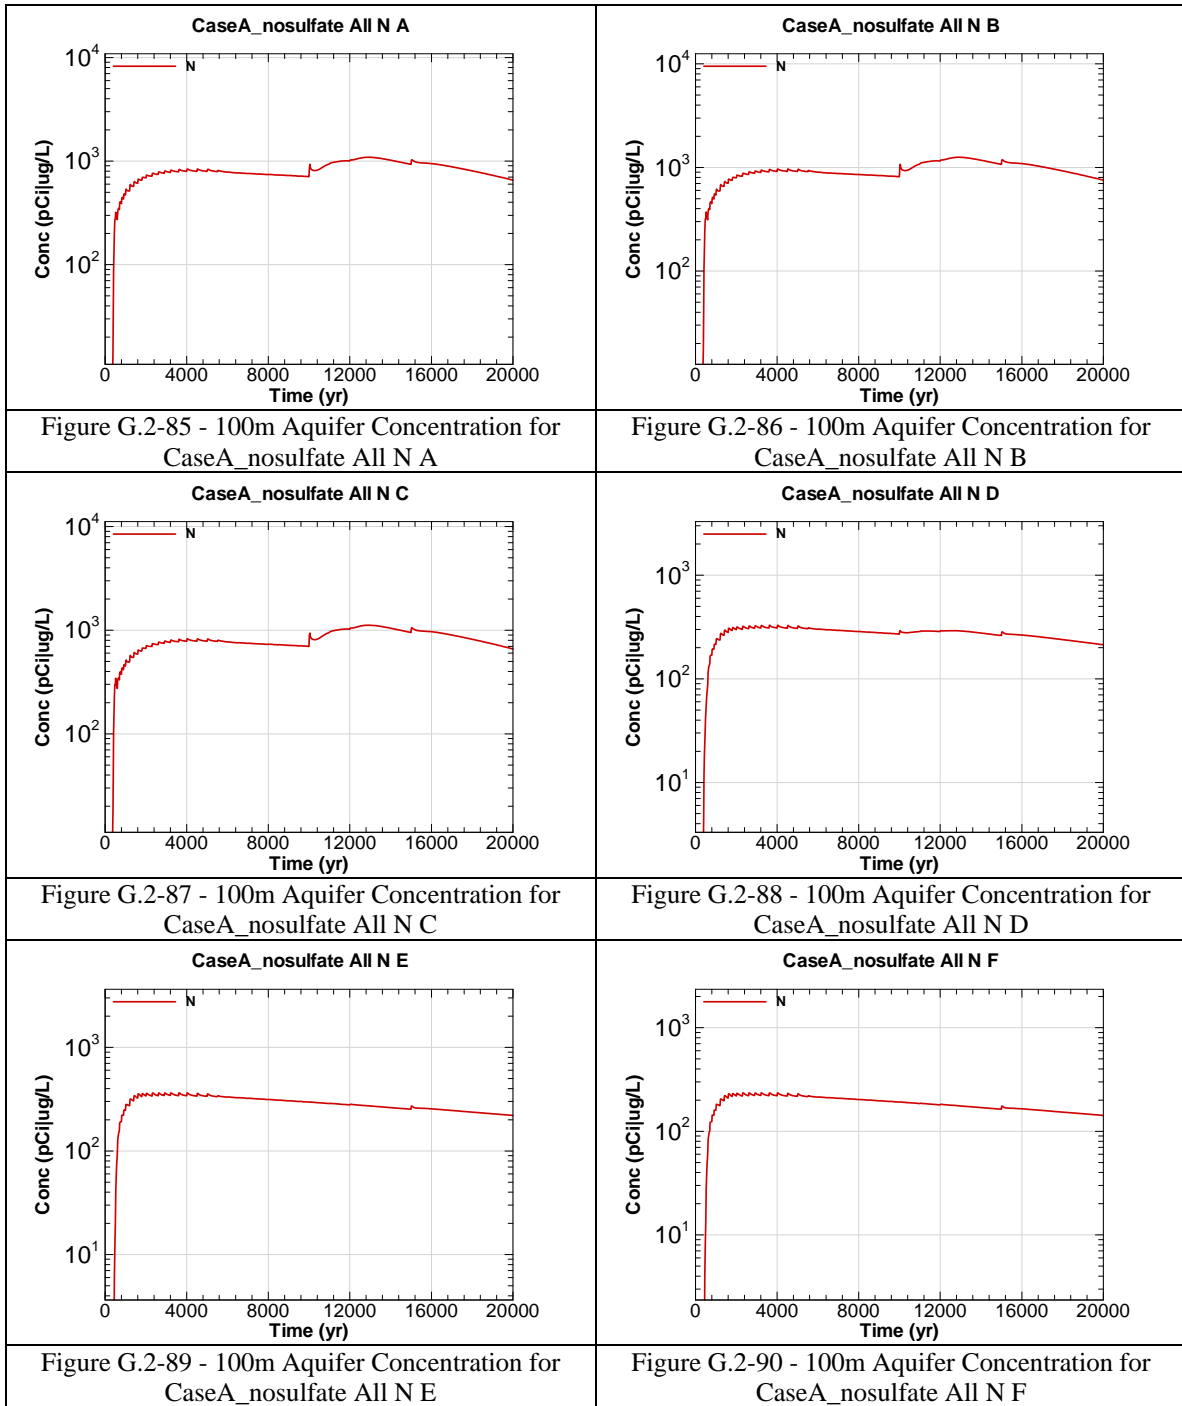 CaseA_nosulfate All N A
N
10^4
10^3
10^2
Conc (pCi|ug/L)
0 4000 8000 12000 16000 20000
Time (yr)
Figure G.2-85 - 100m Aquifer Concentration for
CaseA_nosulfate All N A
CaseA_nosulfate All N B
N
10^4
10^3
10^2
Conc (pCi|ug/L)
0 4000 8000 12000 16000 20000
Time (yr)
Figure G.2-86 - 100m Aquifer Concentration for
CaseA_nosulfate All N B
CaseA_nosulfate All N C
N
10^4
10^3
10^2
Conc (pCi|ug/L)
0 4000 8000 12000 16000 20000
Time (yr)
Figure G.2-87 - 100m Aquifer Concentration for
CaseA_nosulfate All N C
CaseA_nosulfate All N D
N
10^3
10^2
10^1
Conc (pCi|ug/L)
0 4000 8000 12000 16000 20000
Time (yr)
Figure G.2-88 - 100m Aquifer Concentration for
CaseA_nosulfate All N D
CaseA_nosulfate All N E
N
10^3
10^2
10^1
Conc (pCi|ug/L)
0 4000 8000 12000 16000 20000
Time (yr)
Figure G.2-89 - 100m Aquifer Concentration for
CaseA_nosulfate All N E
CaseA_nosulfate All N F
N
10^3
10^2
10^1
Conc (pCi|ug/L)
0 4000 8000 12000 16000 20000
Time (yr)
Figure G.2-90 - 100m Aquifer Concentration for
CaseA_nosulfate All N F